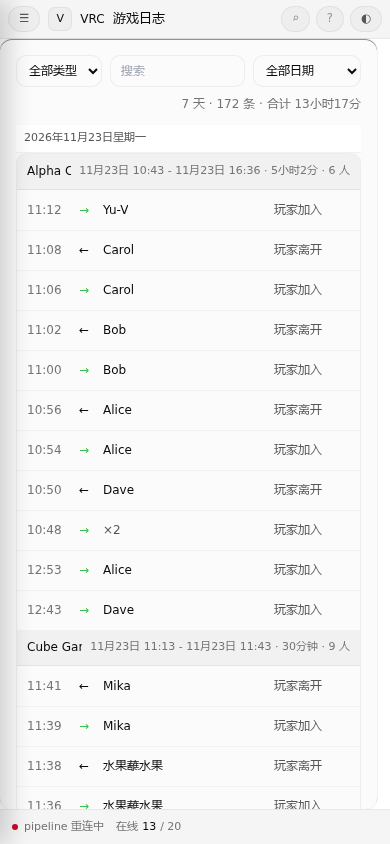 ☰ V VRC 游戏日志 ⌕ ? ◐
全部类型 搜索 全部日期
7 天 · 172 条 · 合计 13小时17分
2026年11月23日星期一
Alpha C 11月23日 10:43 - 11月23日 16:36 · 5小时2分 · 6 人
11:12 → Yu-V 玩家加入
11:08 ← Carol 玩家离开
11:06 → Carol 玩家加入
11:02 ← Bob 玩家离开
11:00 → Bob 玩家加入
10:56 ← Alice 玩家离开
10:54 → Alice 玩家加入
10:50 ← Dave 玩家离开
10:48 → ×2 玩家加入
12:53 → Alice 玩家加入
12:43 → Dave 玩家加入
Cube Gar 11月23日 11:13 - 11月23日 11:43 · 30分钟 · 9 人
11:41 ← Mika 玩家离开
11:39 → Mika 玩家加入
11:38 ← 水果 水果 玩家离开
11:36 → 水果 水果 玩家加入
pipeline 重连中 在线 13 / 20